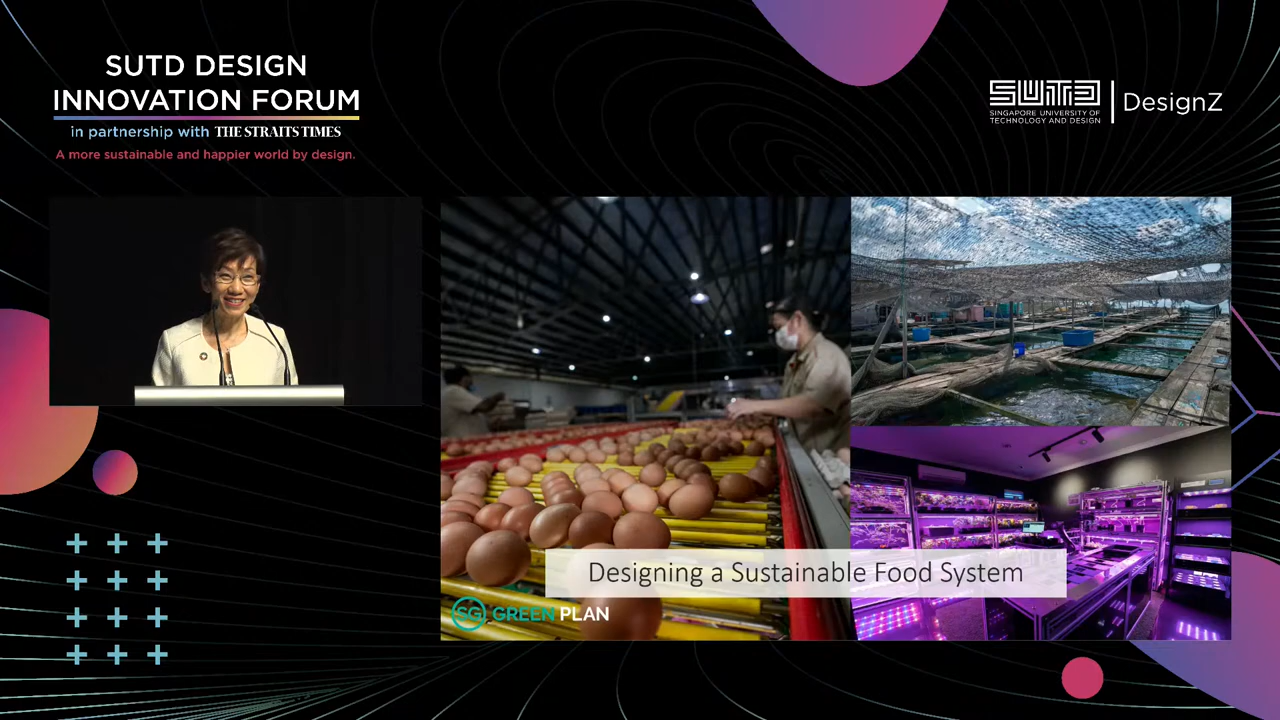 SUTD DESIGN
INNOVATION FORUM
in partnership with THE STRAITS TIMES
A more sustainable and happier world by design.
SUTD
SINGAPORE UNIVERSITY OF
TECHNOLOGY AND DESIGN
DesignZ
Designing a Sustainable Food System
SG GREEN PLAN